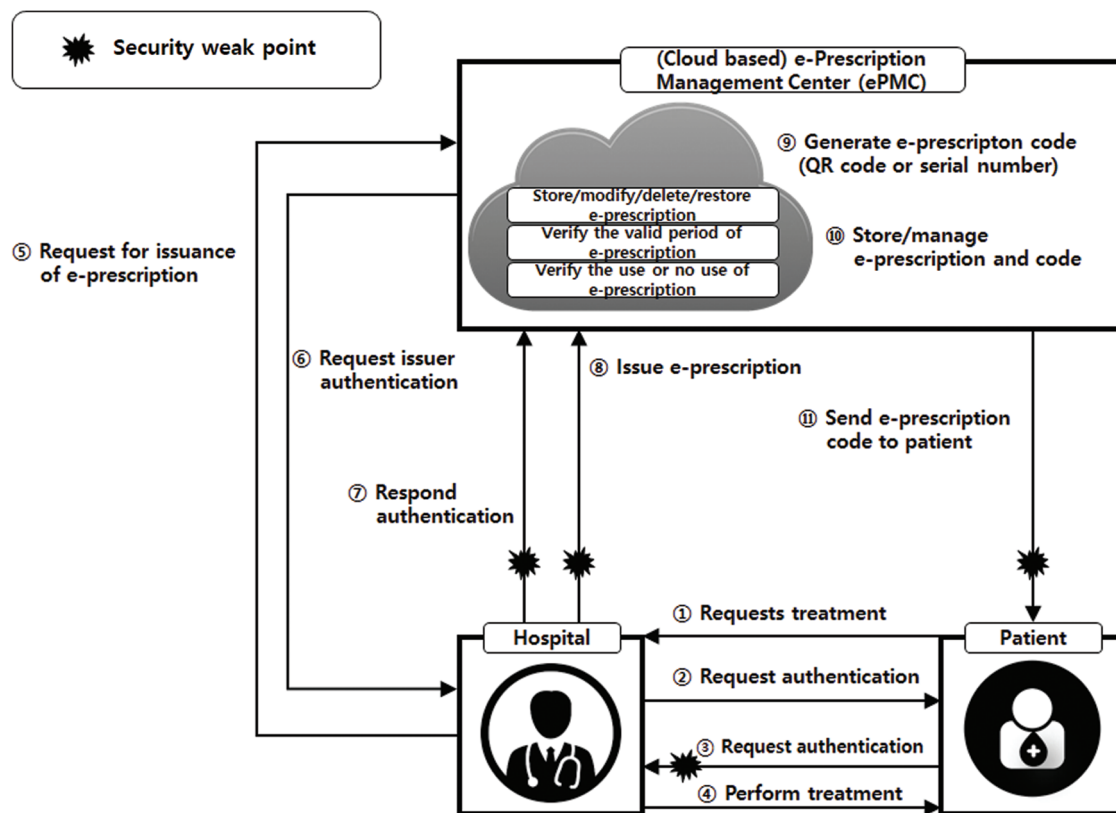 Security weak point
(Cloud based) e-Prescription
Management Center (ePMC)
⑨ Generate e-prescripton code
(QR code or serial number)
Store/modify/delete/restore
e-prescription
Verify the valid period of
e-prescription
Verify the use or no use of
e-prescription
⑩ Store/manage
e-prescription and code
⑤ Request for issuance
of e-prescription
⑥ Request issuer
authentication
⑧ Issue e-prescription
⑪ Send e-prescription
code to patient
⑦ Respond
authentication
① Requests treatment
Hospital
Patient
② Request authentication
③ Request authentication
④ Perform treatment